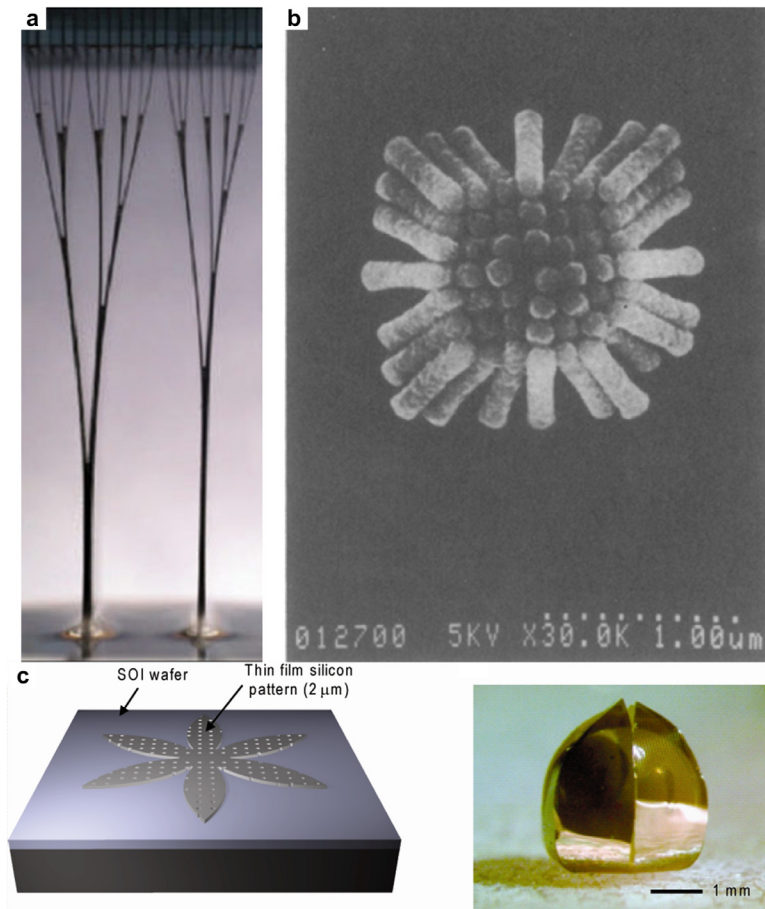 a
b
012700 5KV X30.0K 1.00um
c
SOI wafer
Thin film silicon
pattern (2 μm)
1 mm